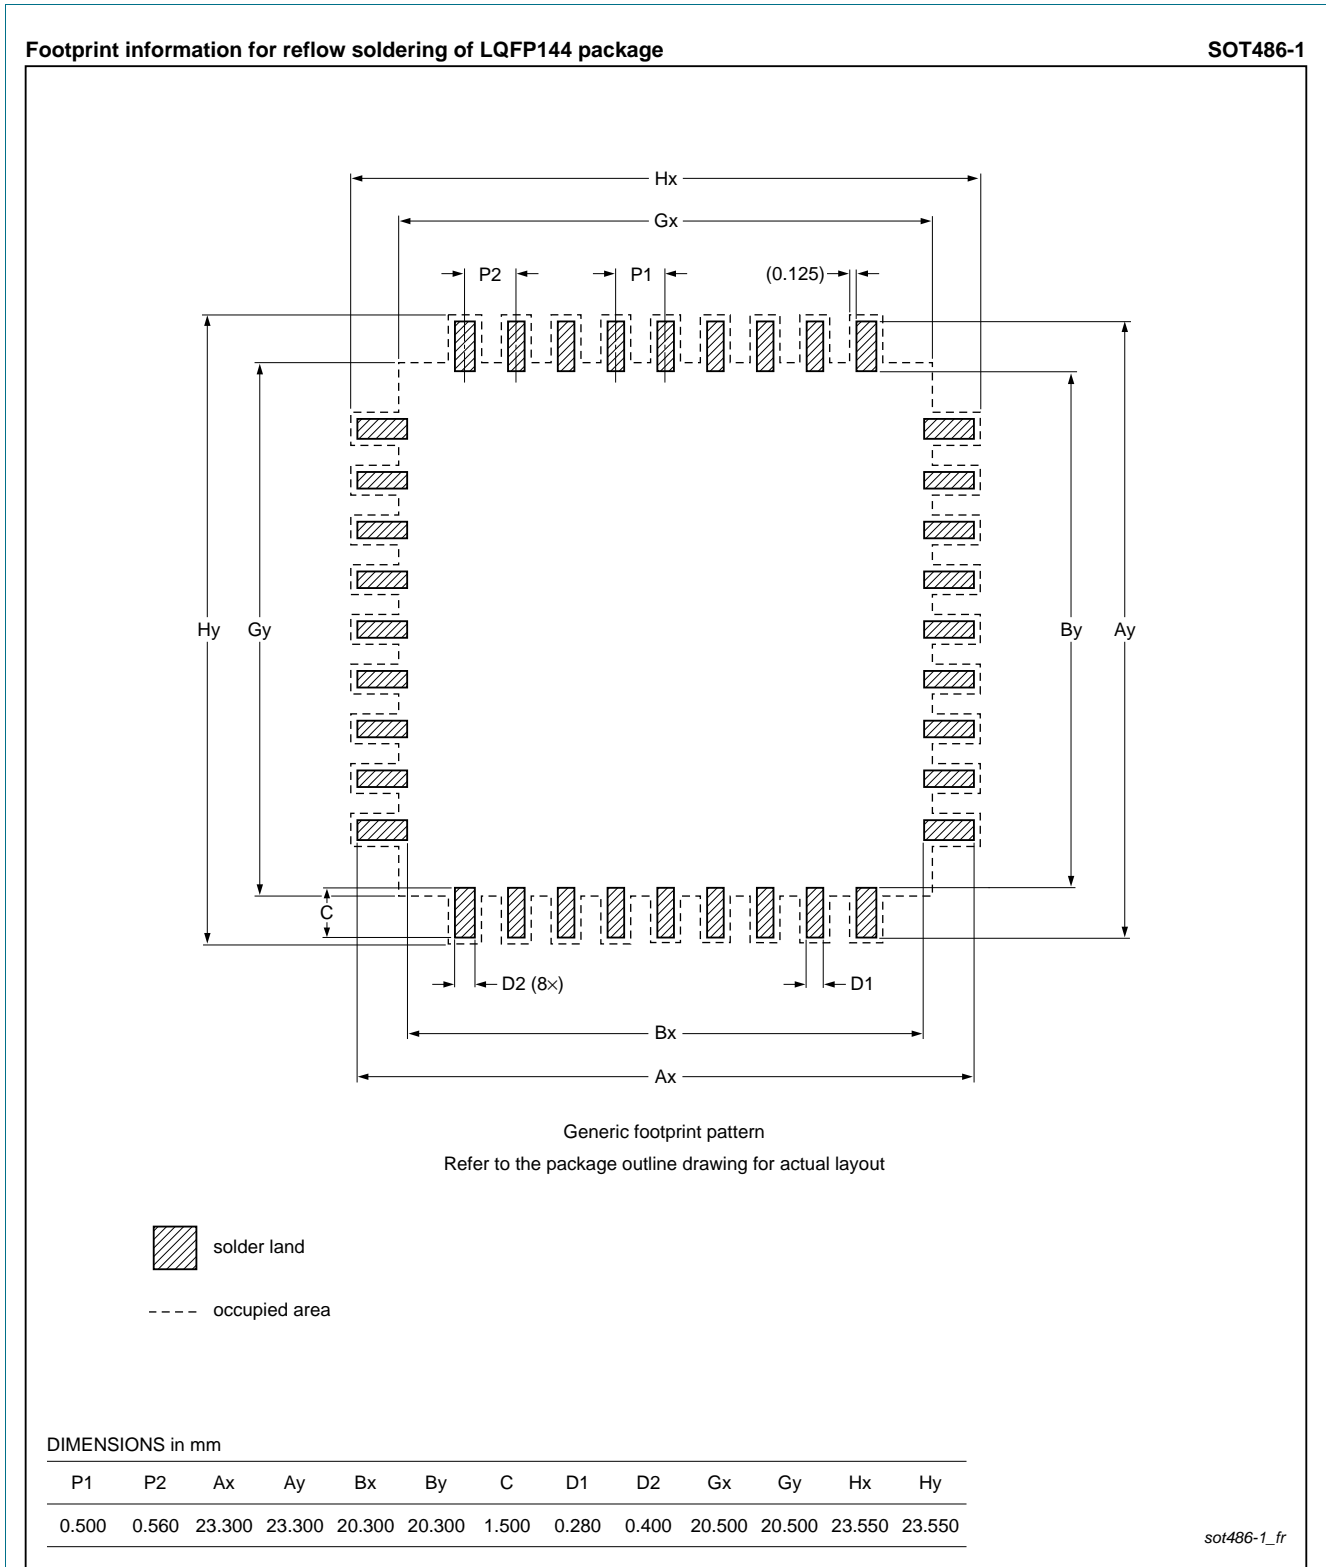 Footprint information for reflow soldering of LQFP144 package SOT486-1
Hx
Gx
P2 P1 (0.125)
Hy Gy By Ay
C
D2 (8×) D1
Bx
Ax
Generic footprint pattern
Refer to the package outline drawing for actual layout
solder land
occupied area
DIMENSIONS in mm
P1 P2 Ax Ay Bx By C D1 D2 Gx Gy Hx Hy
0.500 0.560 23.300 23.300 20.300 20.300 1.500 0.280 0.400 20.500 20.500 23.550 23.550
sot486-1_fr